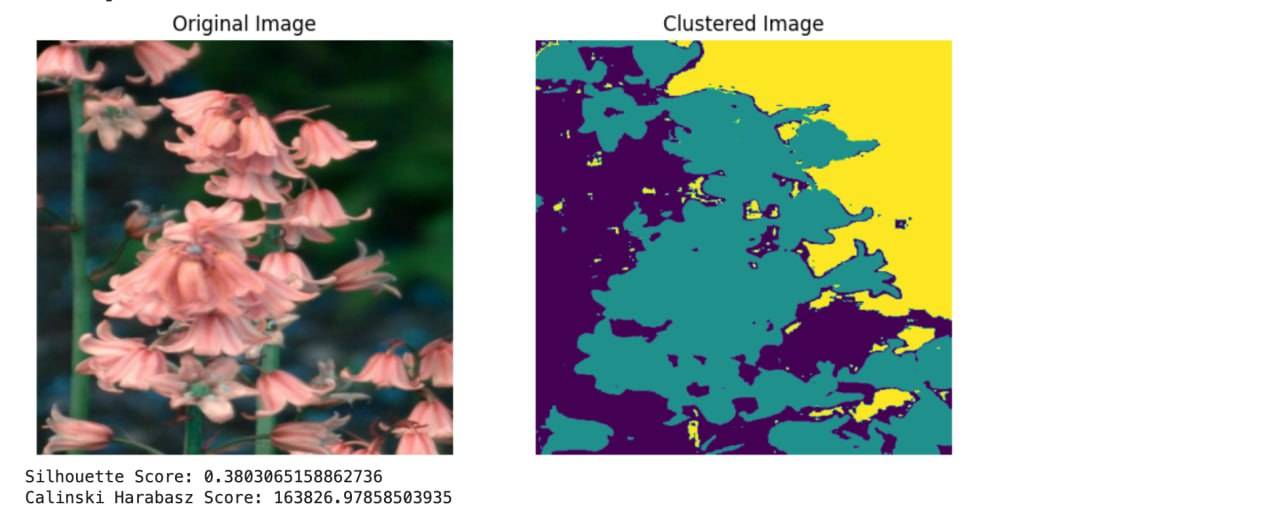 Original Image
Clustered Image
Silhouette Score: 0.3803065158862736
Calinski Harabasz Score: 163826.97858503935